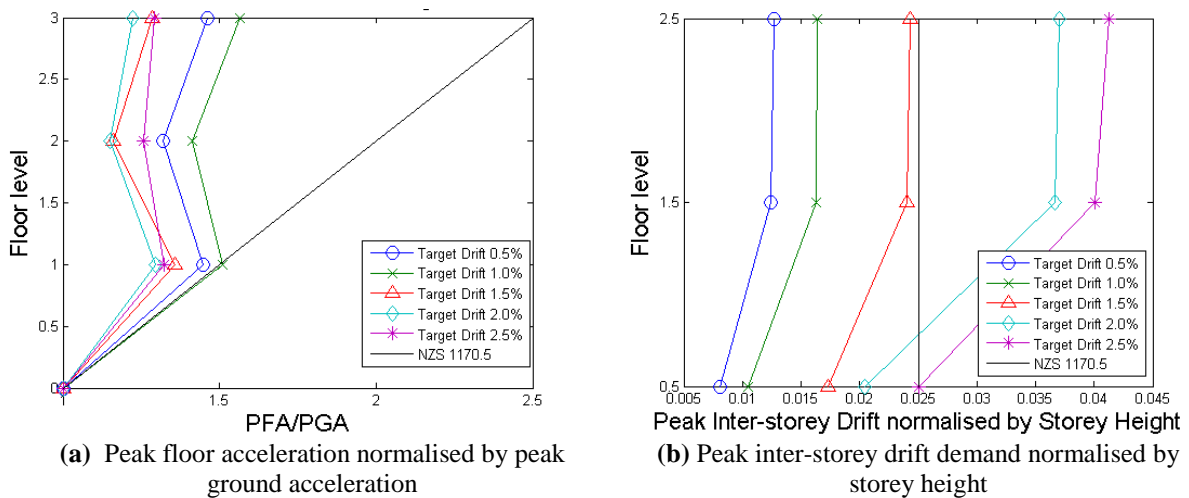 3
2.5
2
1.5
1
0.5
0
Floor level
1
1.5
2
2.5
PFA/PGA
Target Drift 0.5%
Target Drift 1.0%
Target Drift 1.5%
Target Drift 2.0%
Target Drift 2.5%
NZS 1170.5
(a) Peak floor acceleration normalised by peak
ground acceleration
2.5
2
1.5
1
0.5
Floor level
0.005
0.01
0.015
0.02
0.025
0.03
0.035
0.04
0.045
Peak Inter-storey Drift normalised by Storey Height
Target Drift 0.5%
Target Drift 1.0%
Target Drift 1.5%
Target Drift 2.0%
Target Drift 2.5%
NZS 1170.5
(b) Peak inter-storey drift demand normalised by
storey height